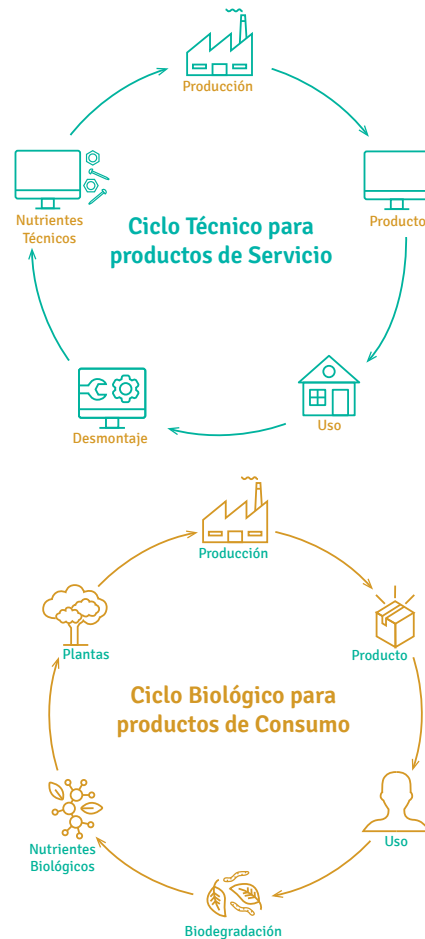 Producción
Nutrientes
Técnicos
Producto
Ciclo Técnico para
productos de Servicio
Uso
Desmontaje
Producción
Plantas
Producto
Ciclo Biológico para
productos de Consumo
Uso
Nutrientes
Biológicos
Biodegradación